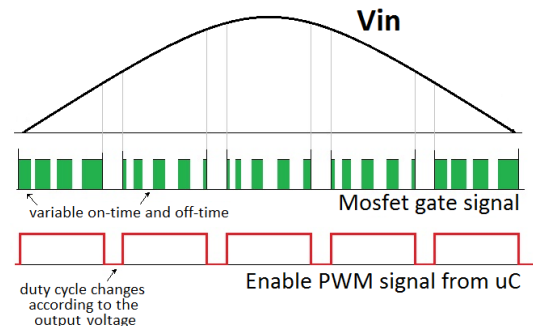 Vin
variable on-time and off-time
Mosfet gate signal
Enable PWM signal from uC
duty cycle changes
according to the
output voltage